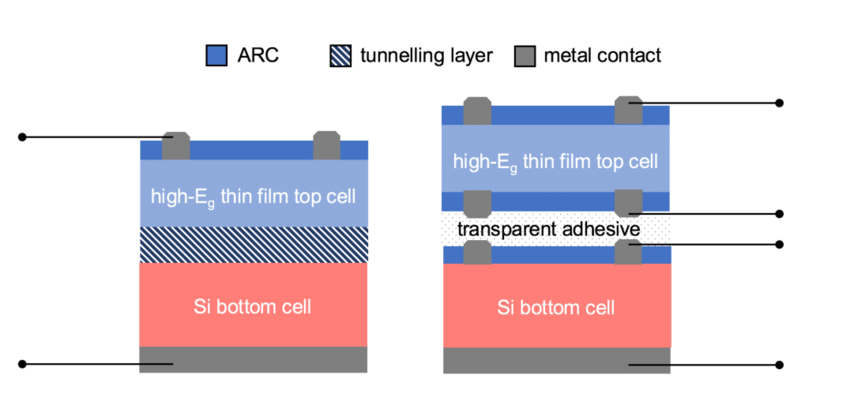 ARC
tunnelling layer
metal contact
high-Eg thin film top cell
Si bottom cell
high-Eg thin film top cell
transparent adhesive
Si bottom cell